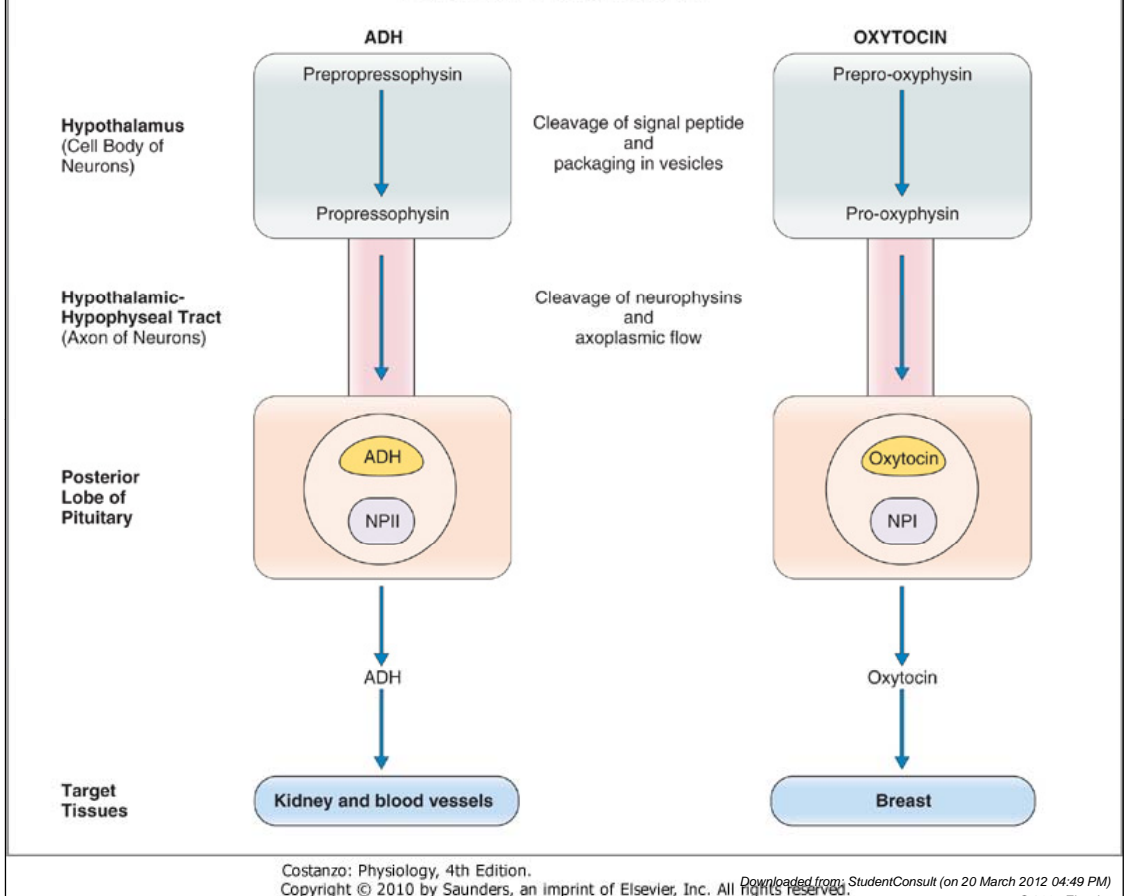 ADH
OXYTOCIN
Prepropressophysin
Prepro-oxyphysin
Hypothalamus
(Cell Body of
Neurons)
Cleavage of signal peptide
and
packaging in vesicles
Propressophysin
Pro-oxyphysin
Hypothalamic-
Hypophyseal Tract
(Axon of Neurons)
Cleavage of neurophysins
and
axoplasmic flow
Posterior
Lobe of
Pituitary
ADH
NPII
Oxytocin
NPI
ADH
Oxytocin
Target
Tissues
Kidney and blood vessels
Breast
Costanzo: Physiology, 4th Edition.
Copyright © 2010 by Saunders, an imprint of Elsevier, Inc. All rights reserved.
Downloaded from: StudentConsult (on 20 March 2012 04:49 PM)